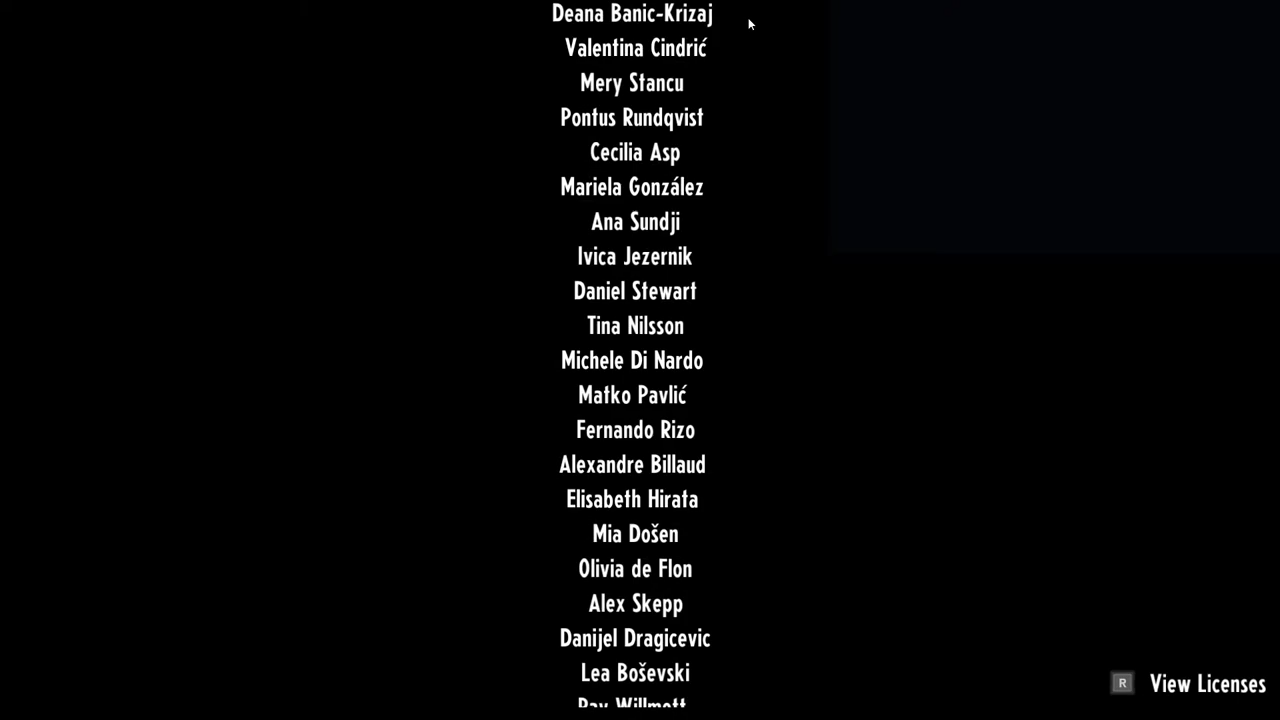 Deana Banic-Krizaj
Valentina Cindrić
Mery Stancu
Pontus Rundqvist
Cecilia Asp
Mariela González
Ana Sundji
Ivica Jezernik
Daniel Stewart
Tina Nilsson
Michele Di Nardo
Matko Pavlić
Fernando Rizo
Alexandre Billaud
Elisabeth Hirata
Mia Došen
Olivia de Flon
Alex Skepp
Danijel Dragicevic
Lea Boševski
Ray Willmott
R View Licenses